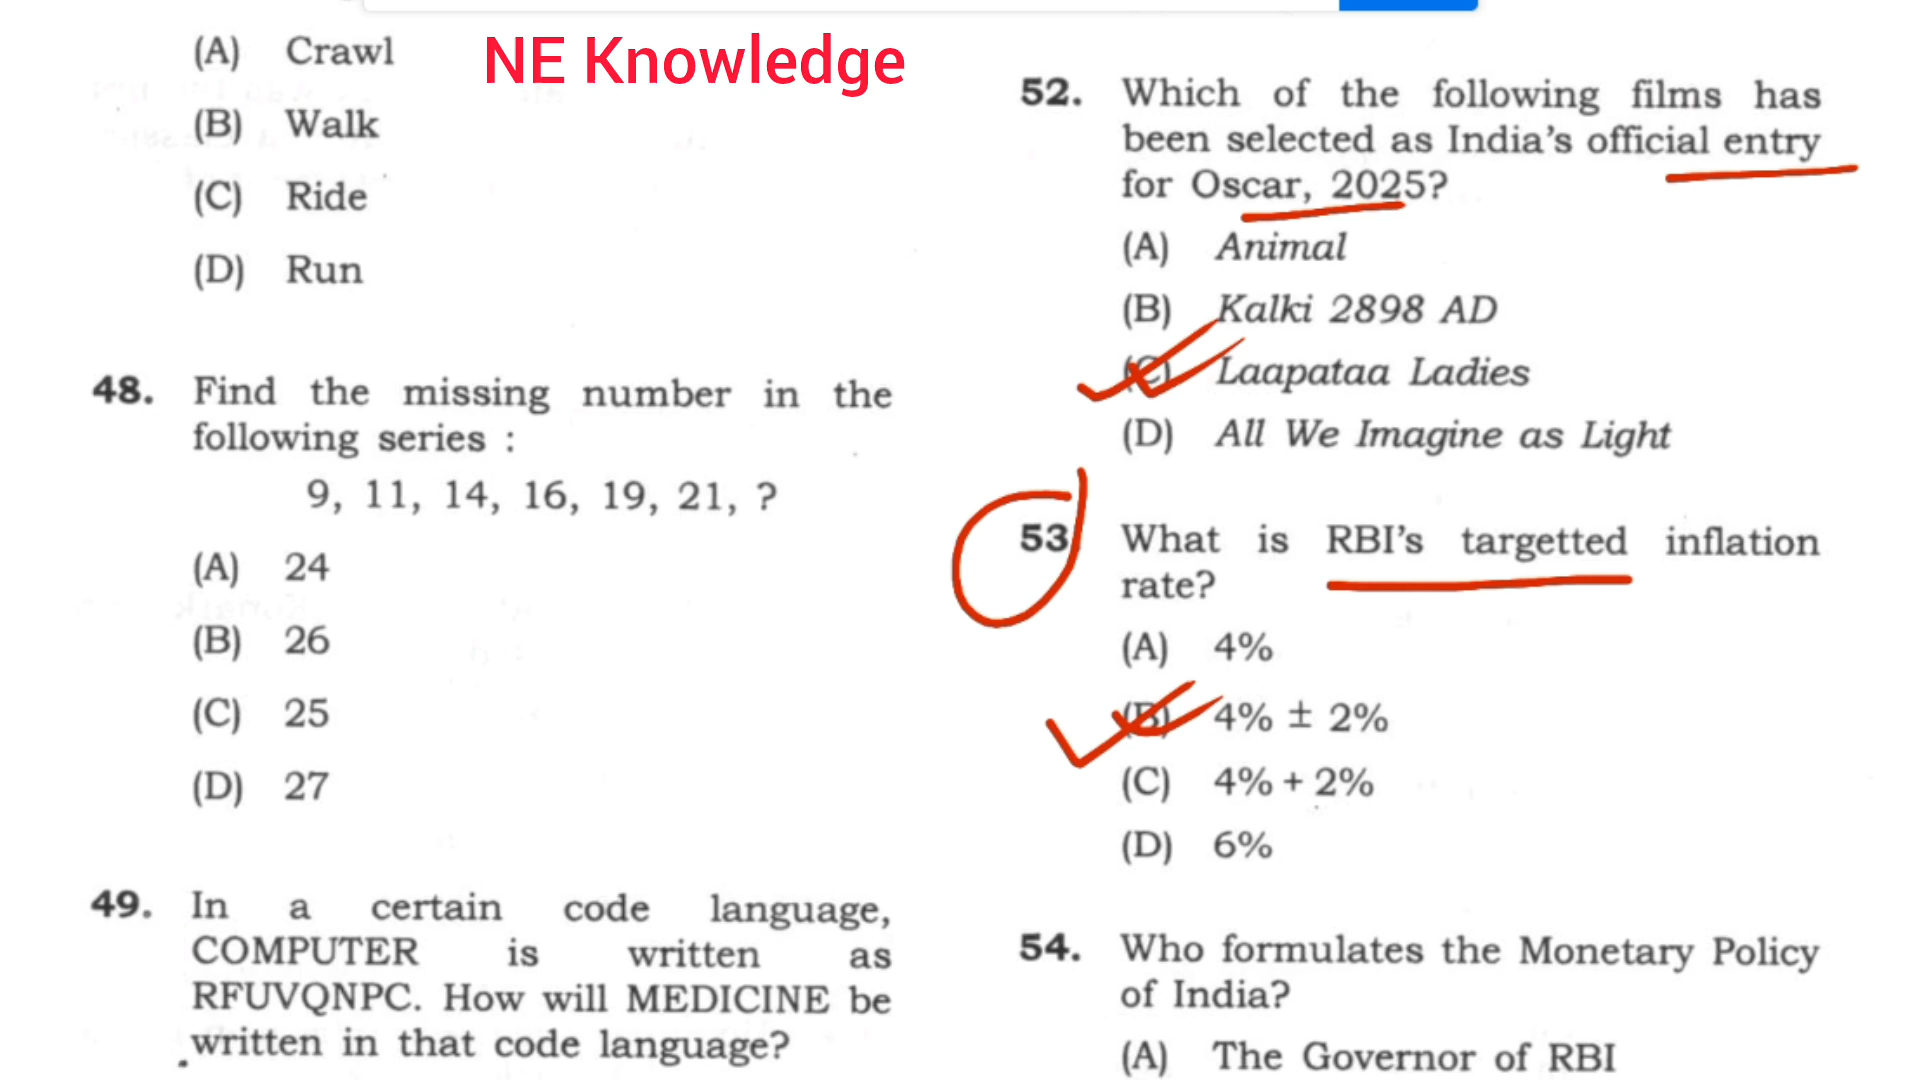 NE Knowledge
(A) Crawl
(B) Walk
(C) Ride
(D) Run
48. Find the missing number in the
following series :
9, 11, 14, 16, 19, 21, ?
(A) 24
(B) 26
(C) 25
(D) 27
49. In a certain code language,
COMPUTER is written as
RFUVQNPC. How will MEDICINE be
written in that code language?
52. Which of the following films has
been selected as India's official entry
for Oscar, 2025?
(A) Animal
(B) Kalki 2898 AD
(C) Laapataa Ladies
(D) All We Imagine as Light
53 What is RBI's targetted inflation
rate?
(A) 4%
(B) 4% ± 2%
(C) 4% + 2%
(D) 6%
54. Who formulates the Monetary Policy
of India?
(A) The Governor of RBI